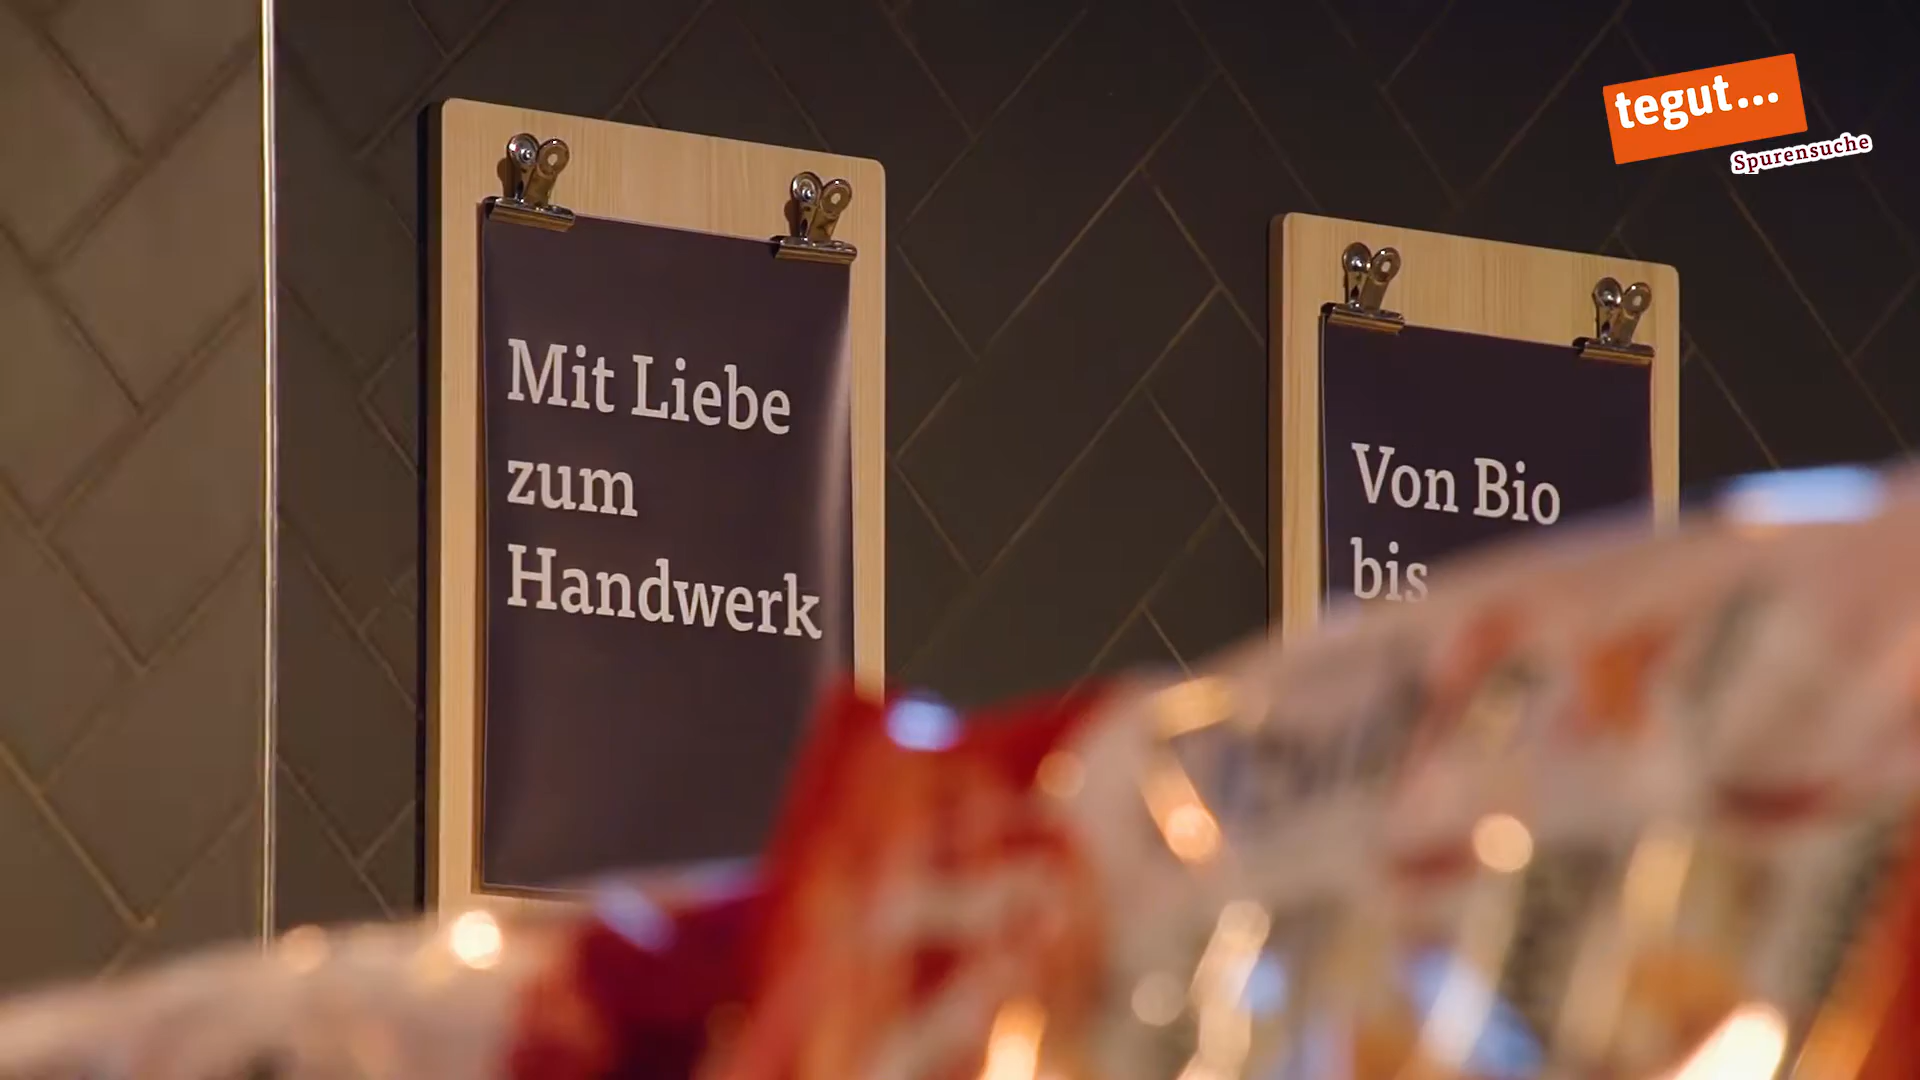 tegut...
Spurensuche
Mit Liebe
zum
Handwerk
Von Bio
bis